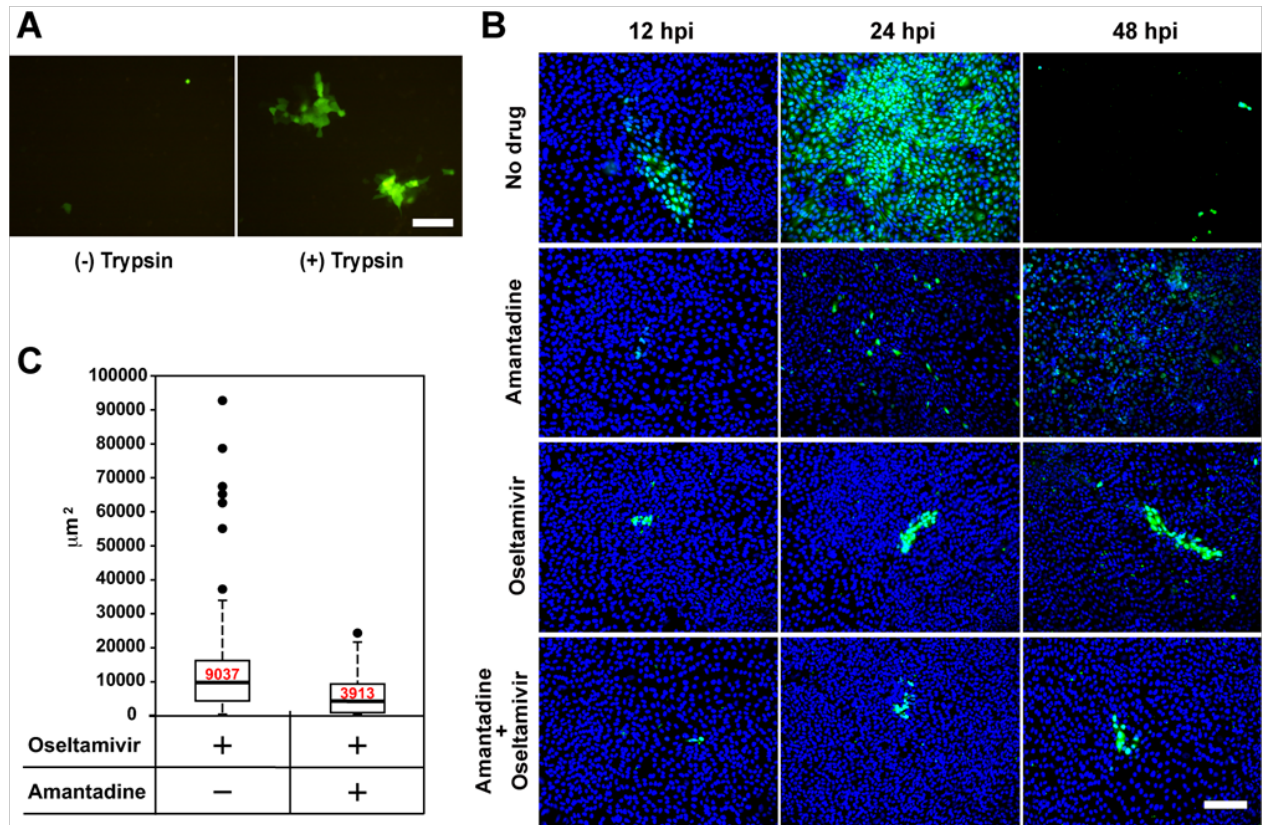 A
(-) Trypsin
(+) Trypsin
B
12 hpi
24 hpi
48 hpi
No drug
Amantadine
Oseltamivir
Amantadine
+
Oseltamivir
C
100000
90000
80000
70000
60000
50000
40000
30000
20000
10000
0
μm²
9037
3913
Oseltamivir + +
Amantadine − +